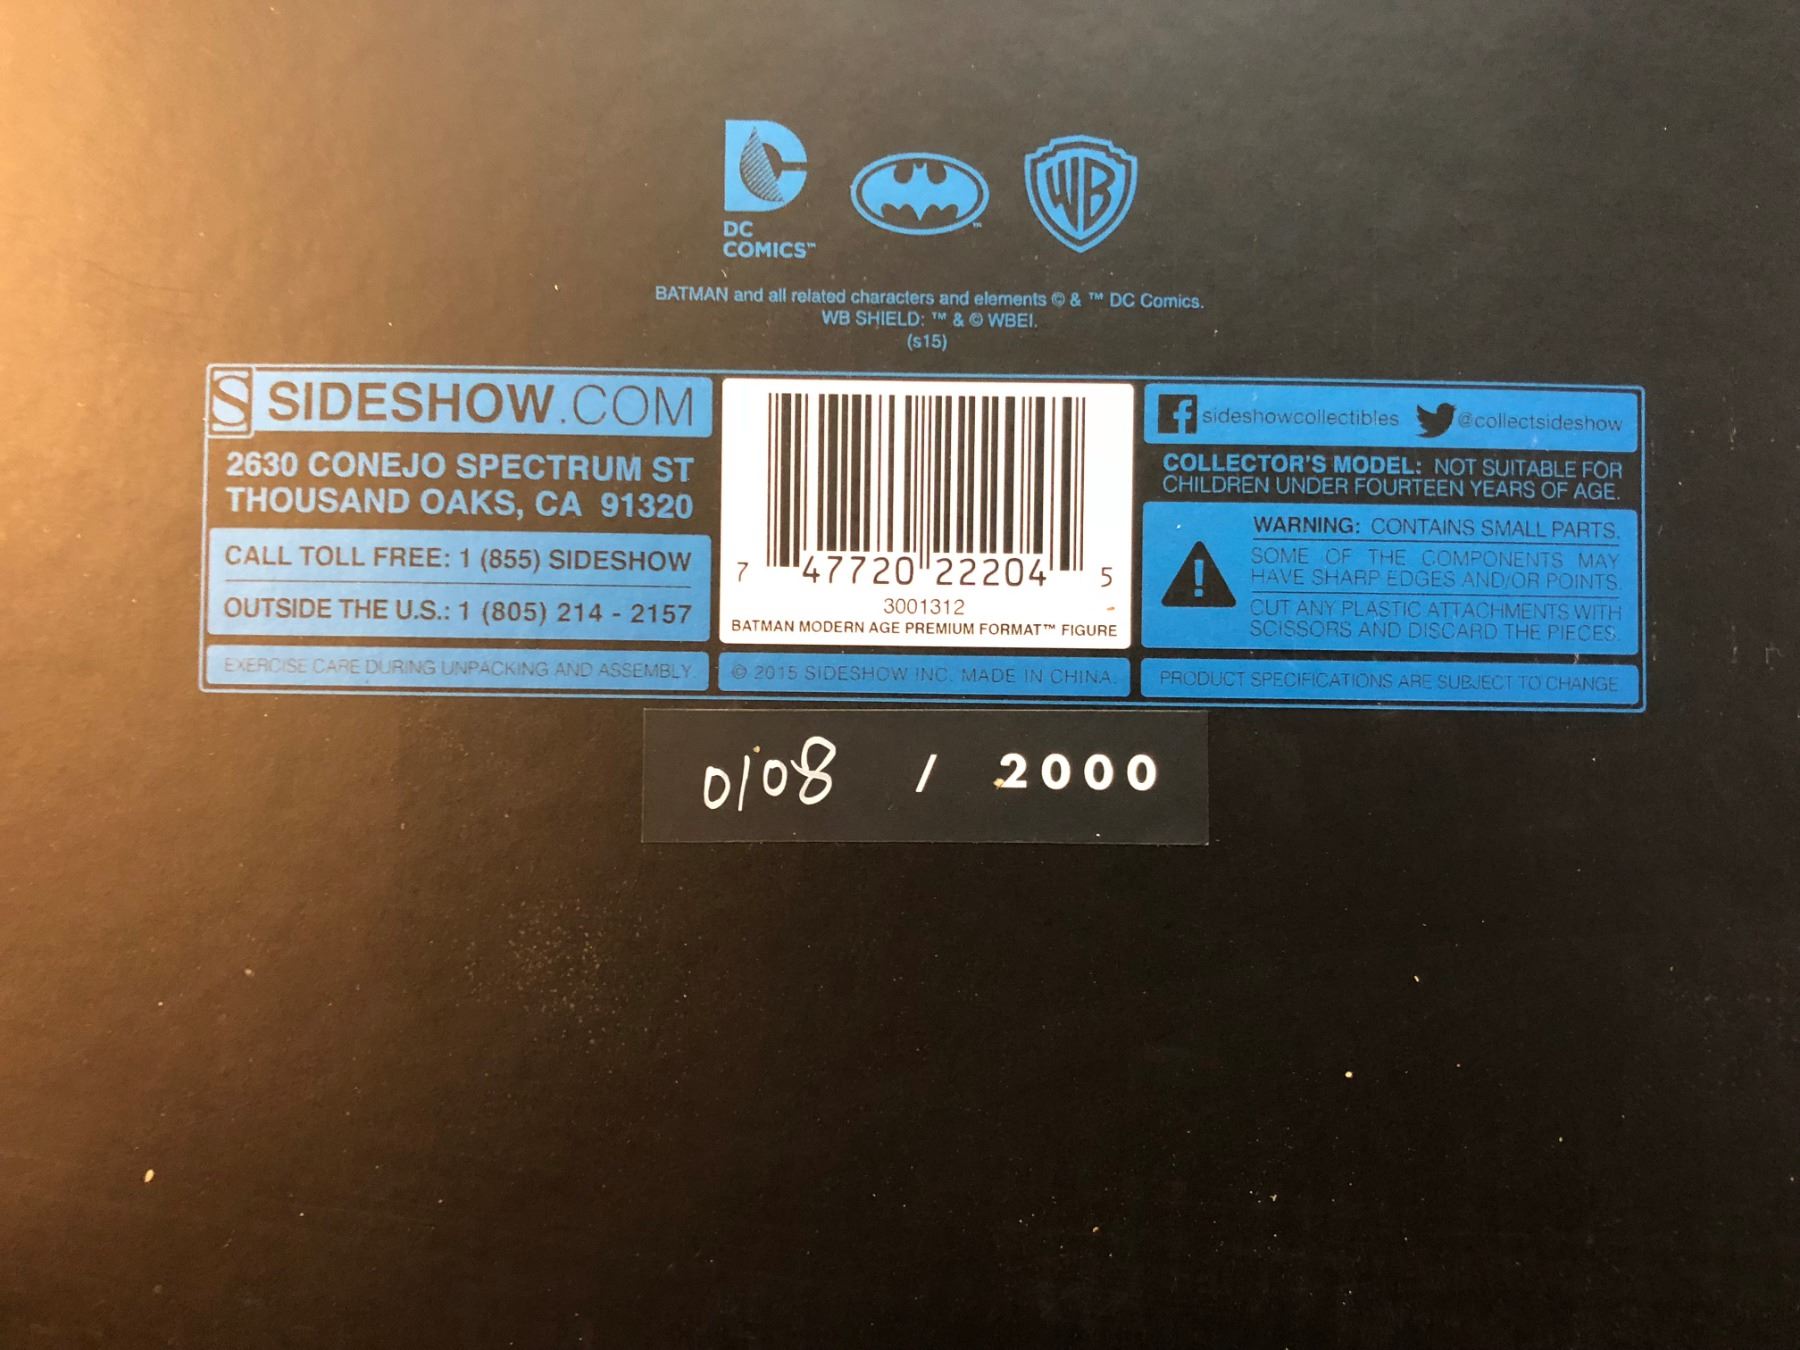 DC
COMICS™
™
WB
BATMAN and all related characters and elements © & ™ DC Comics.
WB SHIELD: ™ & © WBEI.
(s15)
S SIDESHOW.COM
2630 CONEJO SPECTRUM ST
THOUSAND OAKS, CA 91320
CALL TOLL FREE: 1 (855) SIDESHOW
OUTSIDE THE U.S.: 1 (805) 214 - 2157
EXERCISE CARE DURING UNPACKING AND ASSEMBLY.
7 47720 22204 5
3001312
BATMAN MODERN AGE PREMIUM FORMAT™ FIGURE
© 2015 SIDESHOW INC. MADE IN CHINA.
f sideshowcollectibles @collectsideshow
COLLECTOR'S MODEL: NOT SUITABLE FOR
CHILDREN UNDER FOURTEEN YEARS OF AGE.
! WARNING: CONTAINS SMALL PARTS.
SOME OF THE COMPONENTS MAY
HAVE SHARP EDGES AND/OR POINTS.
CUT ANY PLASTIC ATTACHMENTS WITH
SCISSORS AND DISCARD THE PIECES.
PRODUCT SPECIFICATIONS ARE SUBJECT TO CHANGE.
0108 / 2000